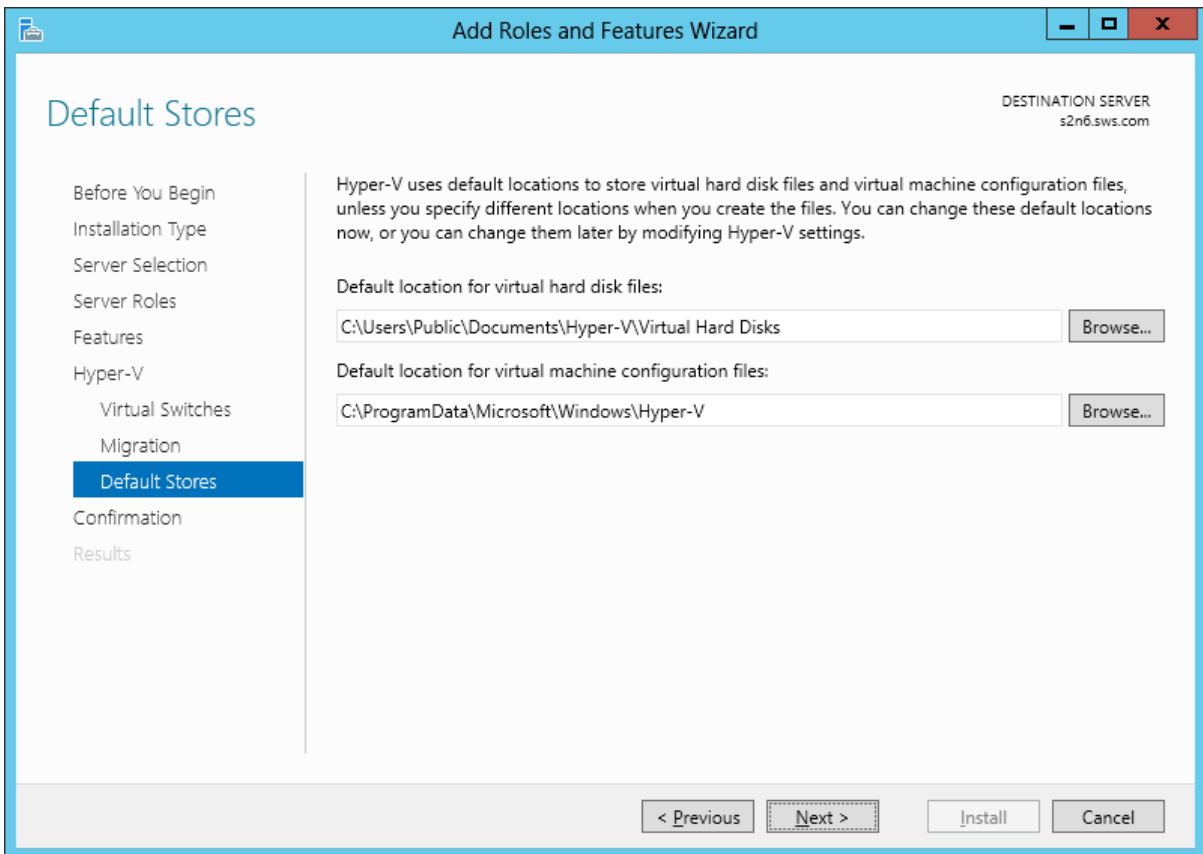 Add Roles and Features Wizard
Default Stores
DESTINATION SERVER
s2n6.sws.com
Before You Begin
Installation Type
Server Selection
Server Roles
Features
Hyper-V
Virtual Switches
Migration
Default Stores
Confirmation
Results
Hyper-V uses default locations to store virtual hard disk files and virtual machine configuration files,
unless you specify different locations when you create the files. You can change these default locations
now, or you can change them later by modifying Hyper-V settings.
Default location for virtual hard disk files:
C:\Users\Public\Documents\Hyper-V\Virtual Hard Disks
Browse...
Default location for virtual machine configuration files:
C:\ProgramData\Microsoft\Windows\Hyper-V
Browse...
< Previous
Next >
Install
Cancel